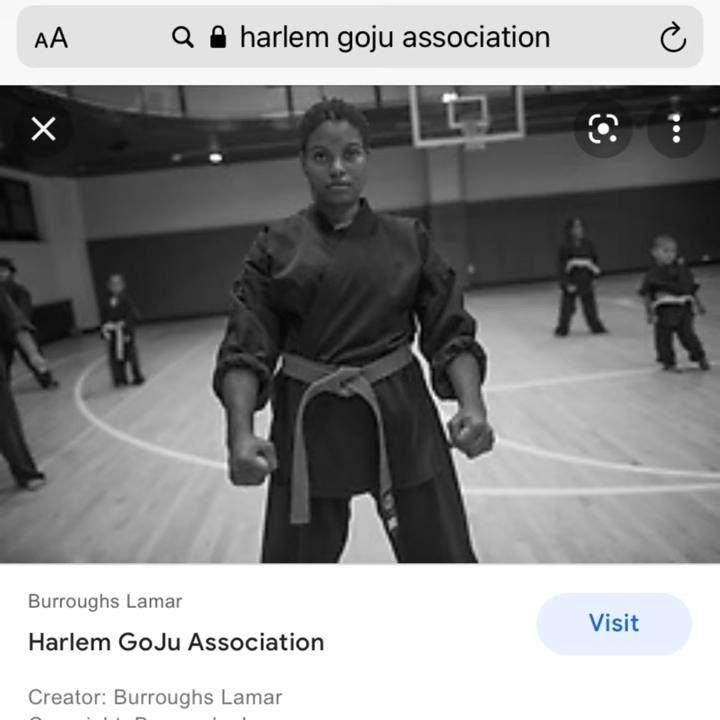 AA harlem goju association
Burroughs Lamar
Harlem GoJu Association
Visit
Creator: Burroughs Lamar